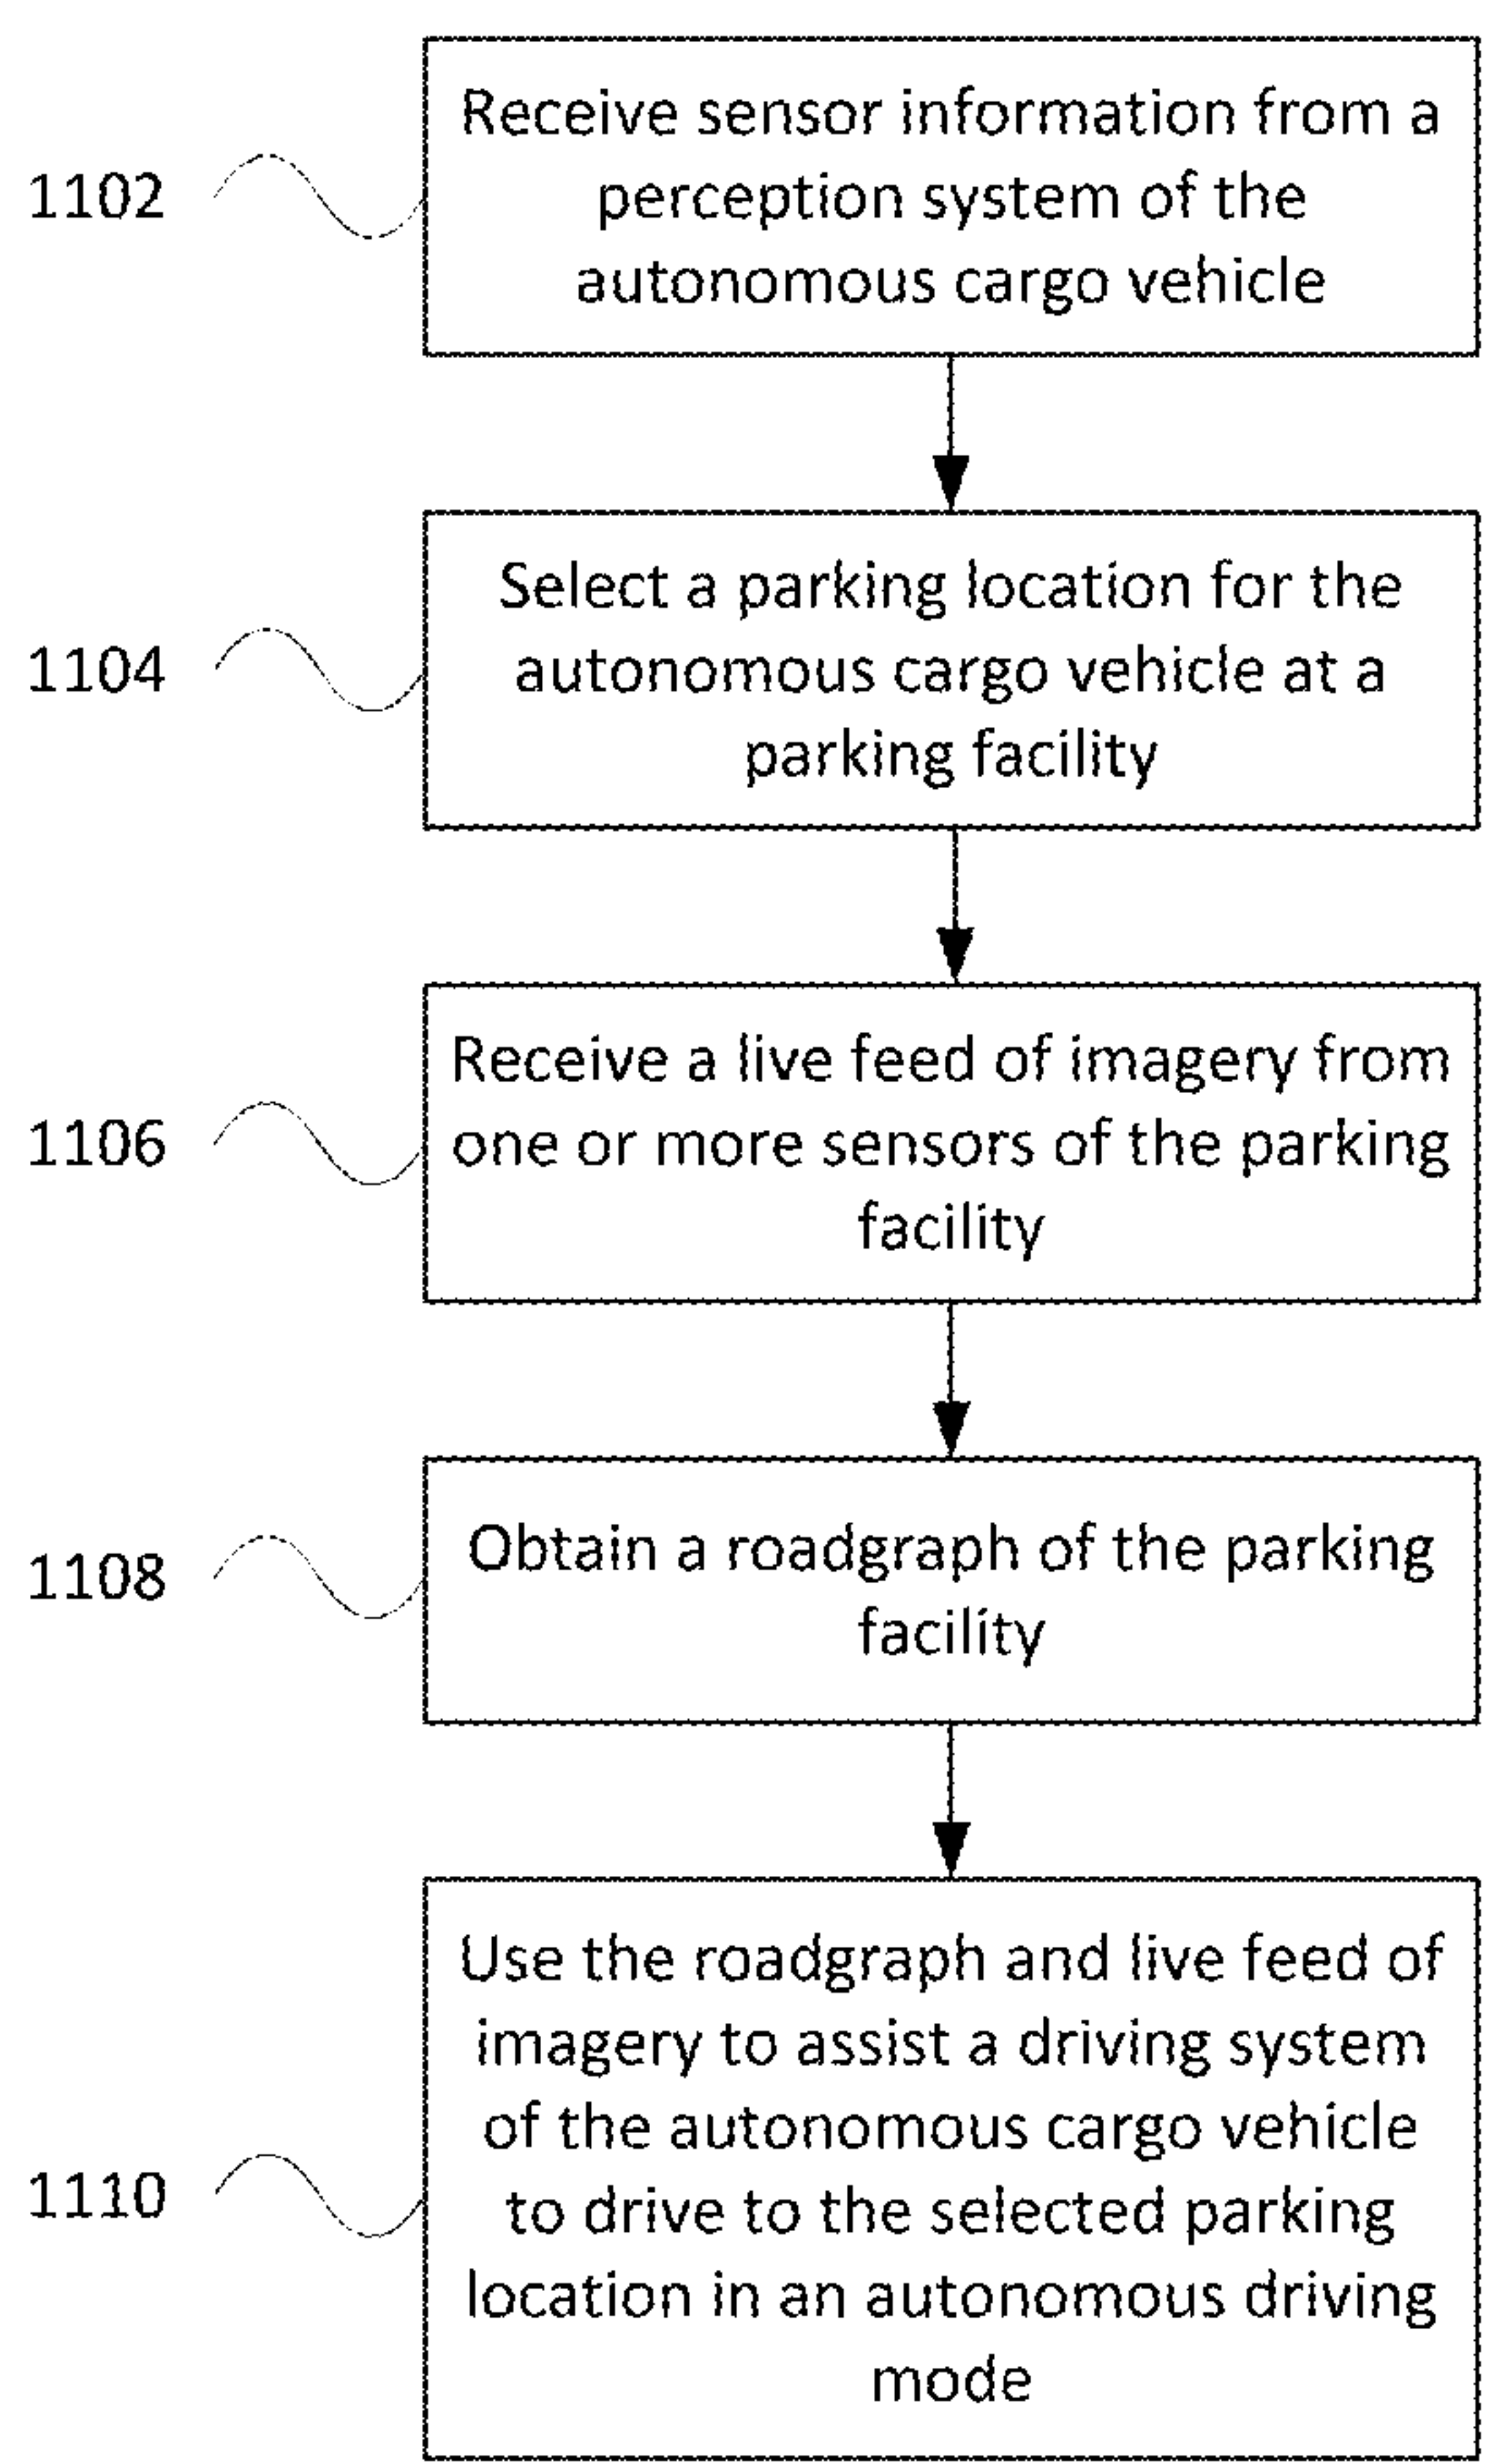 1102
Receive sensor information from a
perception system of the
autonomous cargo vehicle
1104
Select a parking location for the
autonomous cargo vehicle at a
parking facility
1106
Receive a live feed of imagery from
one or more sensors of the parking
facility
1108
Obtain a roadgraph of the parking
facility
1110
Use the roadgraph and live feed of
imagery to assist a driving system
of the autonomous cargo vehicle
to drive to the selected parking
location in an autonomous driving
mode